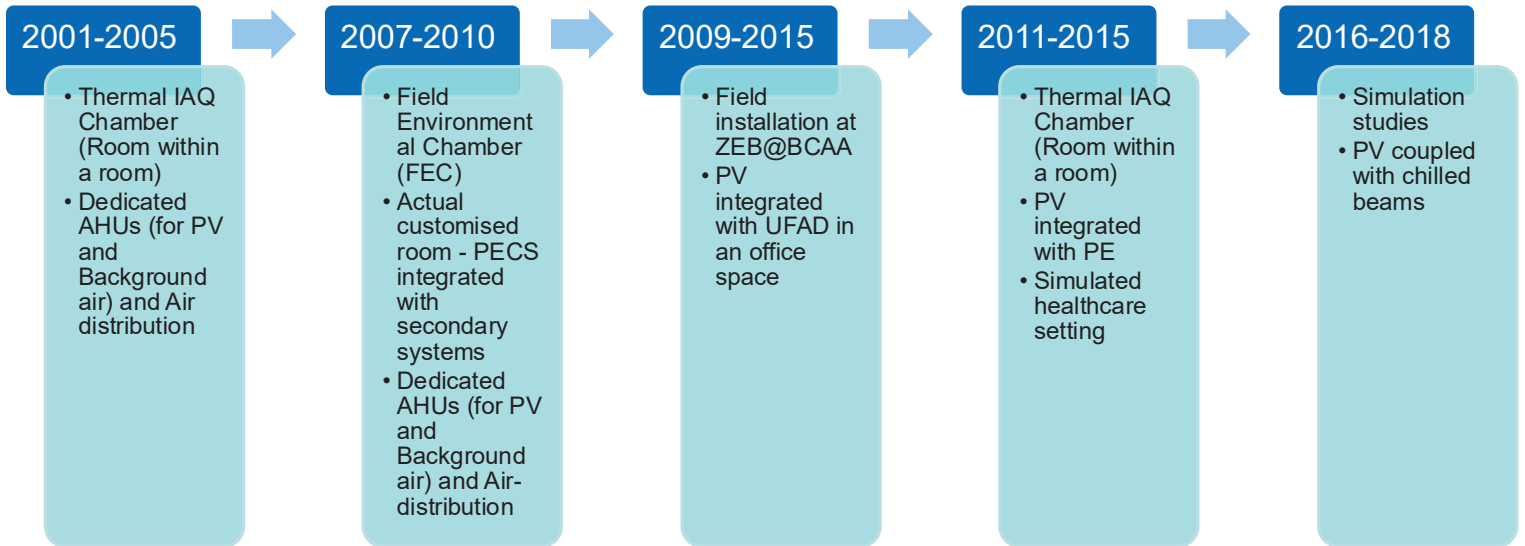 2001-2005
• Thermal IAQ
Chamber
(Room within
a room)
• Dedicated
AHUs (for PV
and
Background
air) and Air
distribution
2007-2010
• Field
Environment
al Chamber
(FEC)
• Actual
customised
room - PECS
integrated
with
secondary
systems
• Dedicated
AHUs (for PV
and
Background
air) and Air-
distribution
2009-2015
• Field
installation at
ZEB@BCAA
• PV
integrated
with UFAD in
an office
space
2011-2015
• Thermal IAQ
Chamber
(Room within
a room)
• PV
integrated
with PE
• Simulated
healthcare
setting
2016-2018
• Simulation
studies
• PV coupled
with chilled
beams